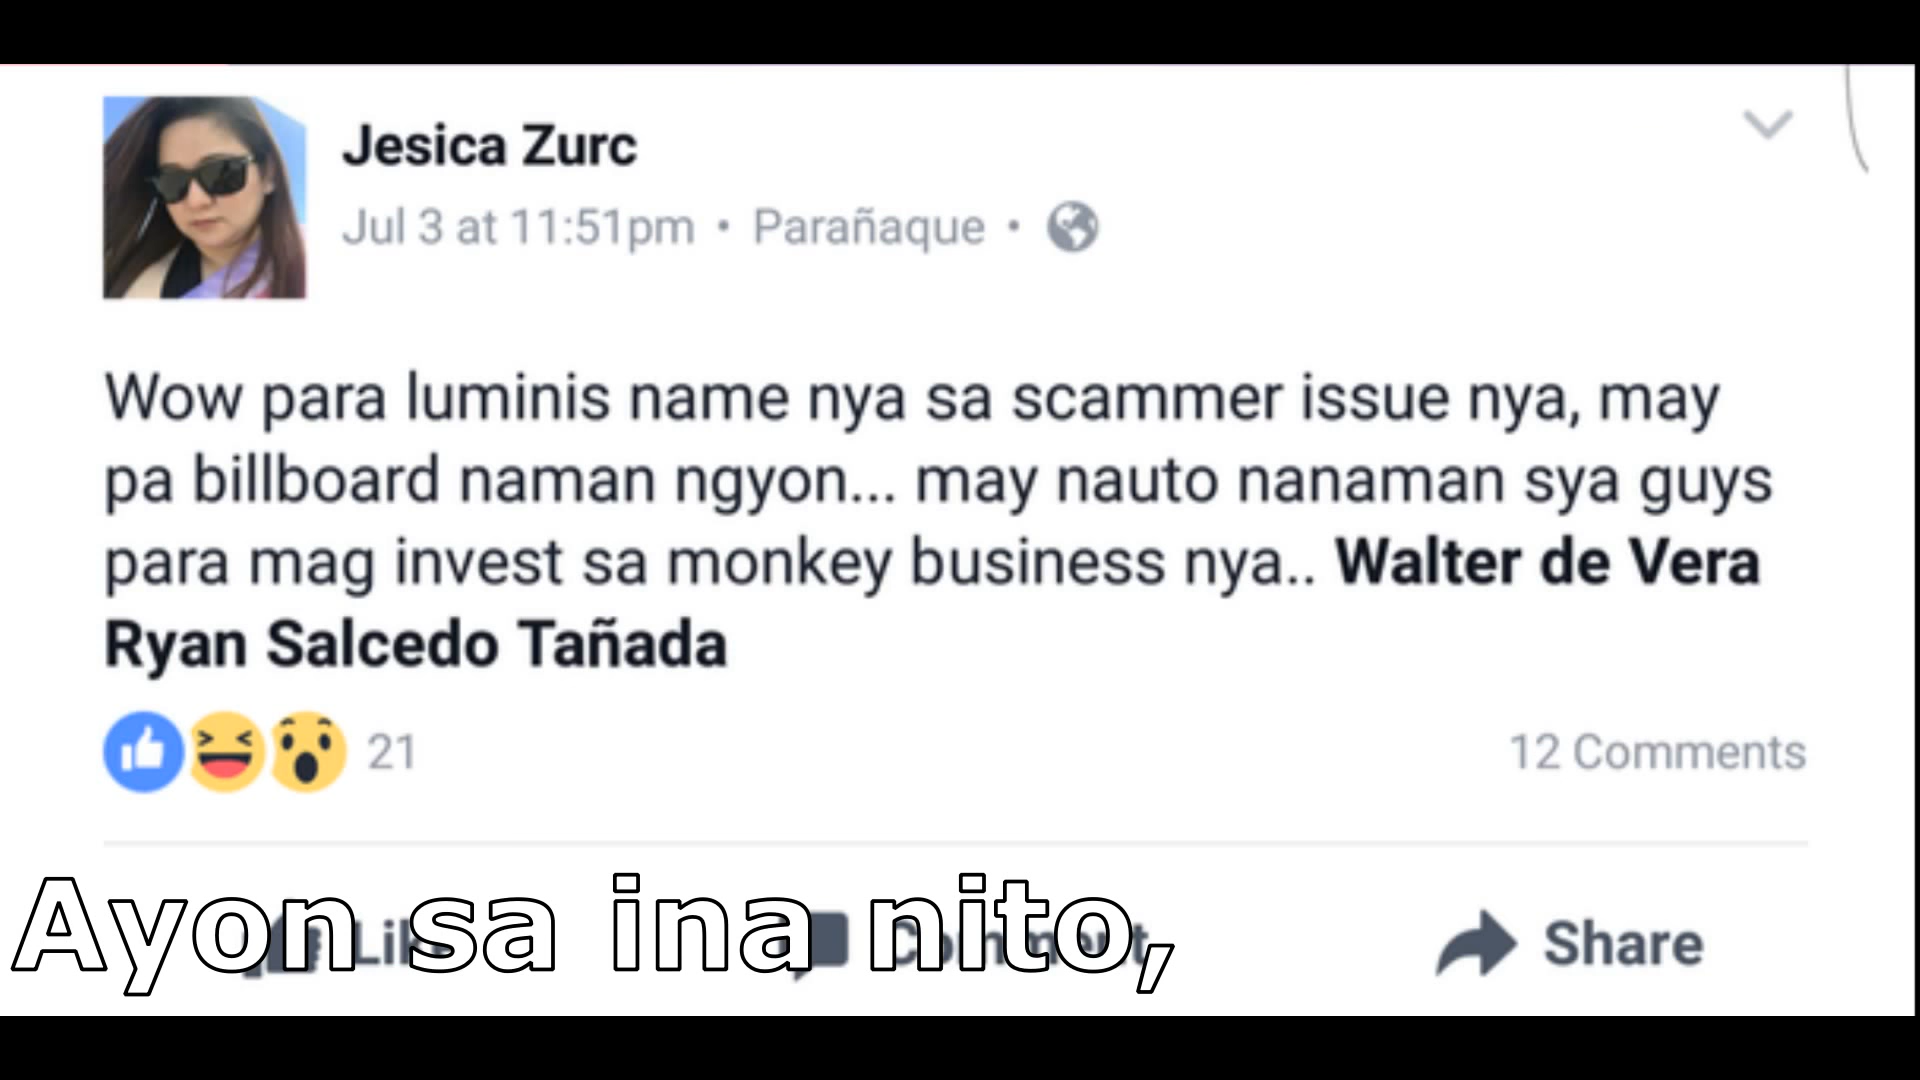 Jesica Zurc
Jul 3 at 11:51pm • Parañaque •
Wow para luminis name nya sa scammer issue nya, may
pa billboard naman ngyon... may nauto nanaman sya guys
para mag invest sa monkey business nya.. Walter de Vera
Ryan Salcedo Tañada
21
12 Comments
Ayon sa ina nito,
Like
Comment
Share